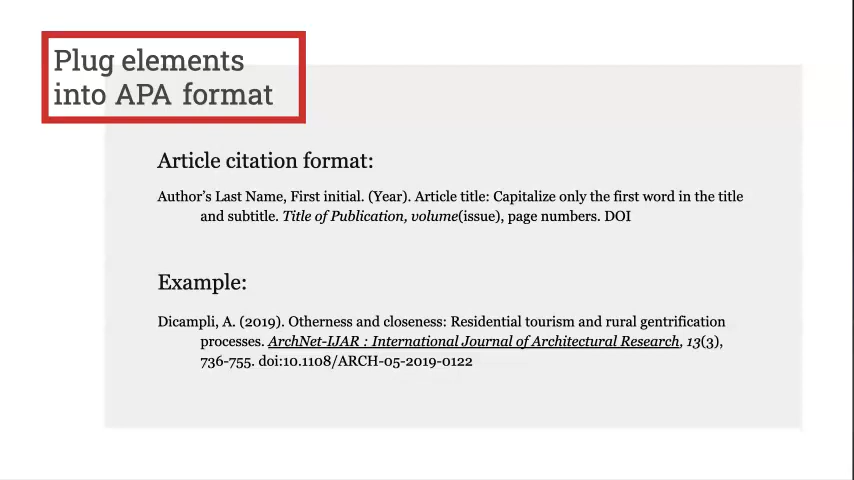 Plug elements
into APA format
Article citation format:
Author's Last Name, First initial. (Year). Article title: Capitalize only the first word in the title
and subtitle. Title of Publication, volume(issue), page numbers. DOI
Example:
Dicampli, A. (2019). Otherness and closeness: Residential tourism and rural gentrification
processes. ArchNet-IJAR : International Journal of Architectural Research, 13(3),
736-755. doi:10.1108/ARCH-05-2019-0122